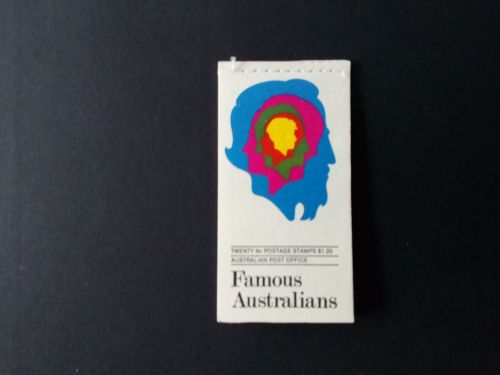 TWENTY 6c POSTAGE STAMPS $1.20
AUSTRALIAN POST OFFICE
Famous
Australians